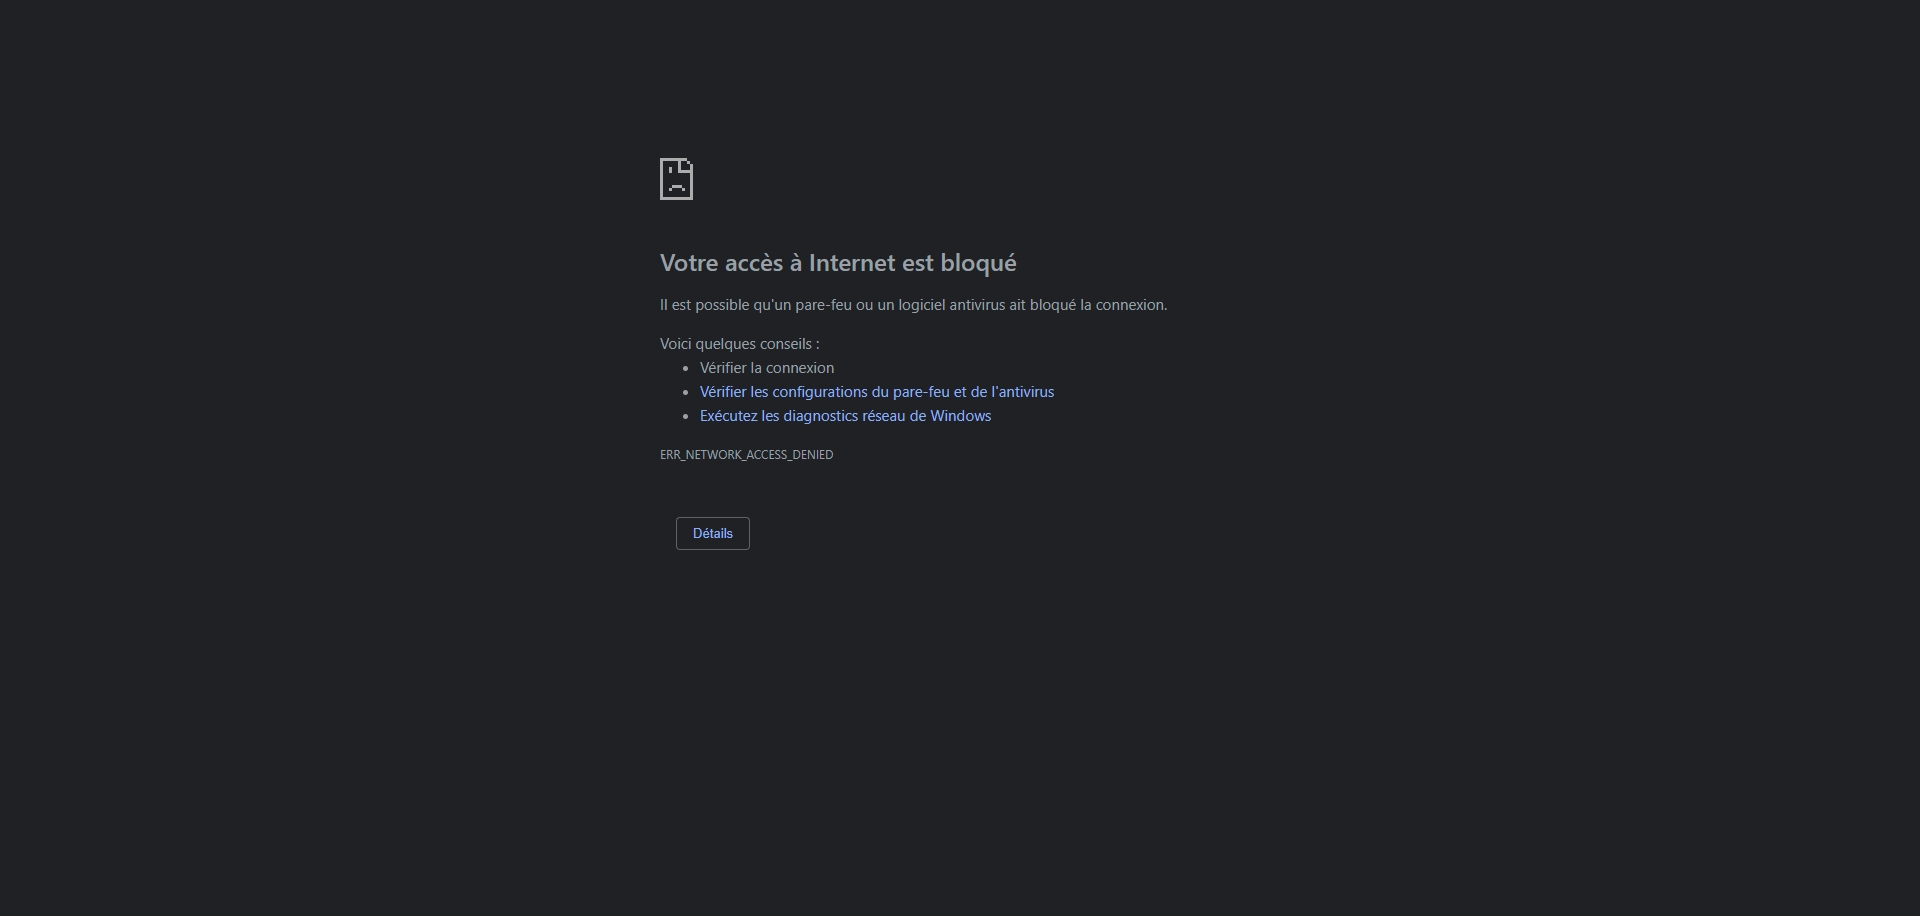 Votre accès à Internet est bloqué
Il est possible qu'un pare-feu ou un logiciel antivirus ait bloqué la connexion.
Voici quelques conseils :
• Vérifier la connexion
• Vérifier les configurations du pare-feu et de l'antivirus
• Exécutez les diagnostics réseau de Windows
ERR_NETWORK_ACCESS_DENIED
Détails